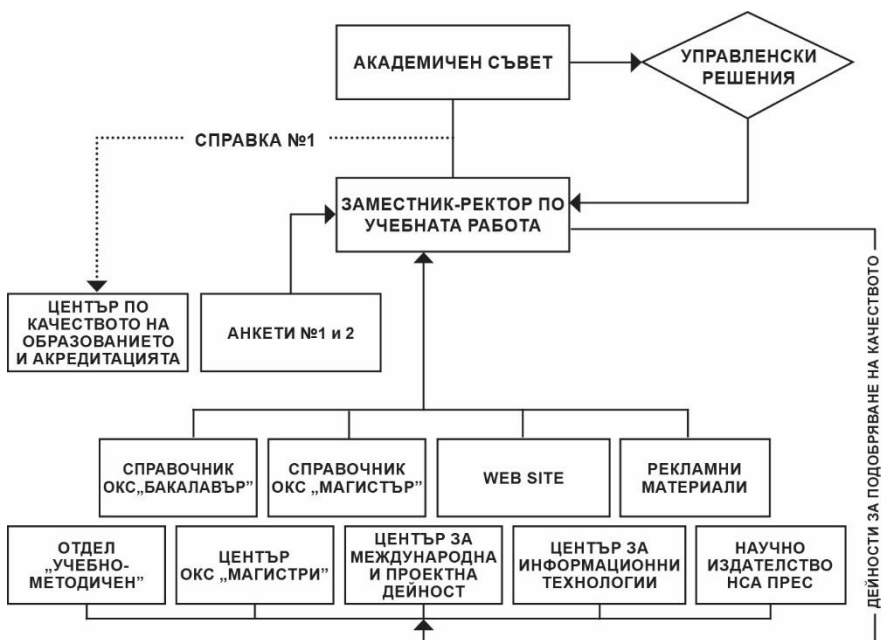 АКАДЕМИЧЕН СЪВЕТ
УПРАВЛЕНСКИ
РЕШЕНИЯ
СПРАВКА №1
ЗАМЕСТНИК-РЕКТОР ПО
УЧЕБНАТА РАБОТА
ЦЕНТЪР ПО
КАЧЕСТВОТО НА
ОБРАЗОВАНИЕТО
И АКРЕДИТАЦИЯТА
АНКЕТИ №1 и 2
СПРАВОЧНИК
ОКС„БАКАЛАВЪР”
СПРАВОЧНИК
ОКС „МАГИСТЪР”
WEB SITE
РЕКЛАМНИ
МАТЕРИАЛИ
ОТДЕЛ
„УЧЕБНО-
МЕТОДИЧЕН”
ЦЕНТЪР
ОКС „МАГИСТРИ”
ЦЕНТЪР ЗА
МЕЖДУНАРОДНА
И ПРОЕКТНА
ДЕЙНОСТ
ЦЕНТЪР ЗА
ИНФОРМАЦИОННИ
ТЕХНОЛОГИИ
НАУЧНО
ИЗДАТЕЛСТВО
НСА ПРЕС
ДЕЙНОСТИ ЗА ПОДОБРЯВАНЕ НА КАЧЕСТВОТО